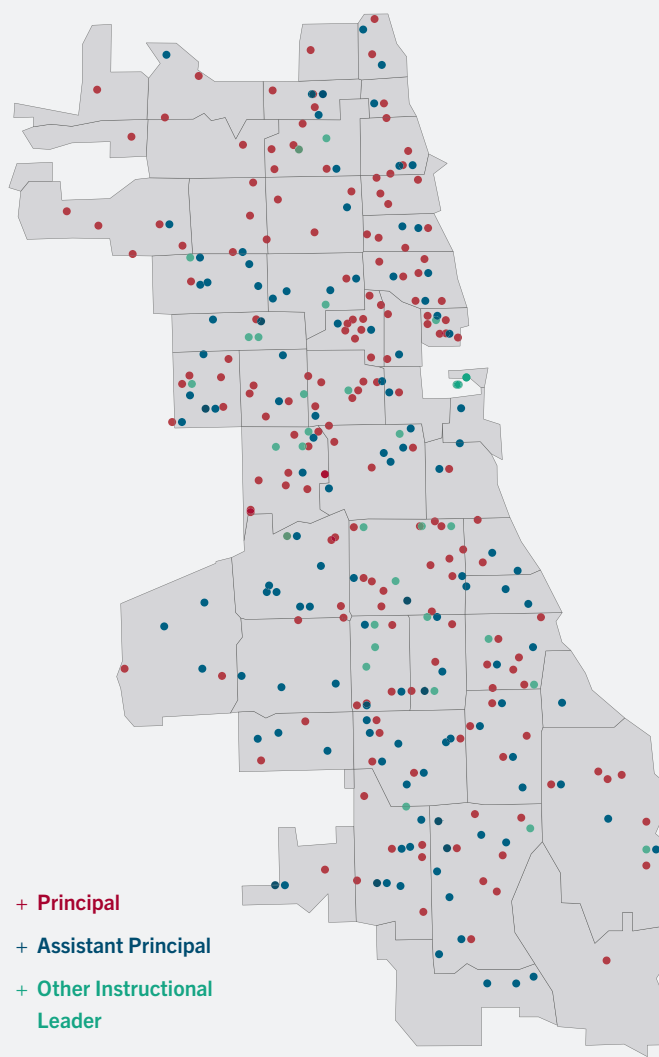 + Principal
+ Assistant Principal
+ Other Instructional
Leader